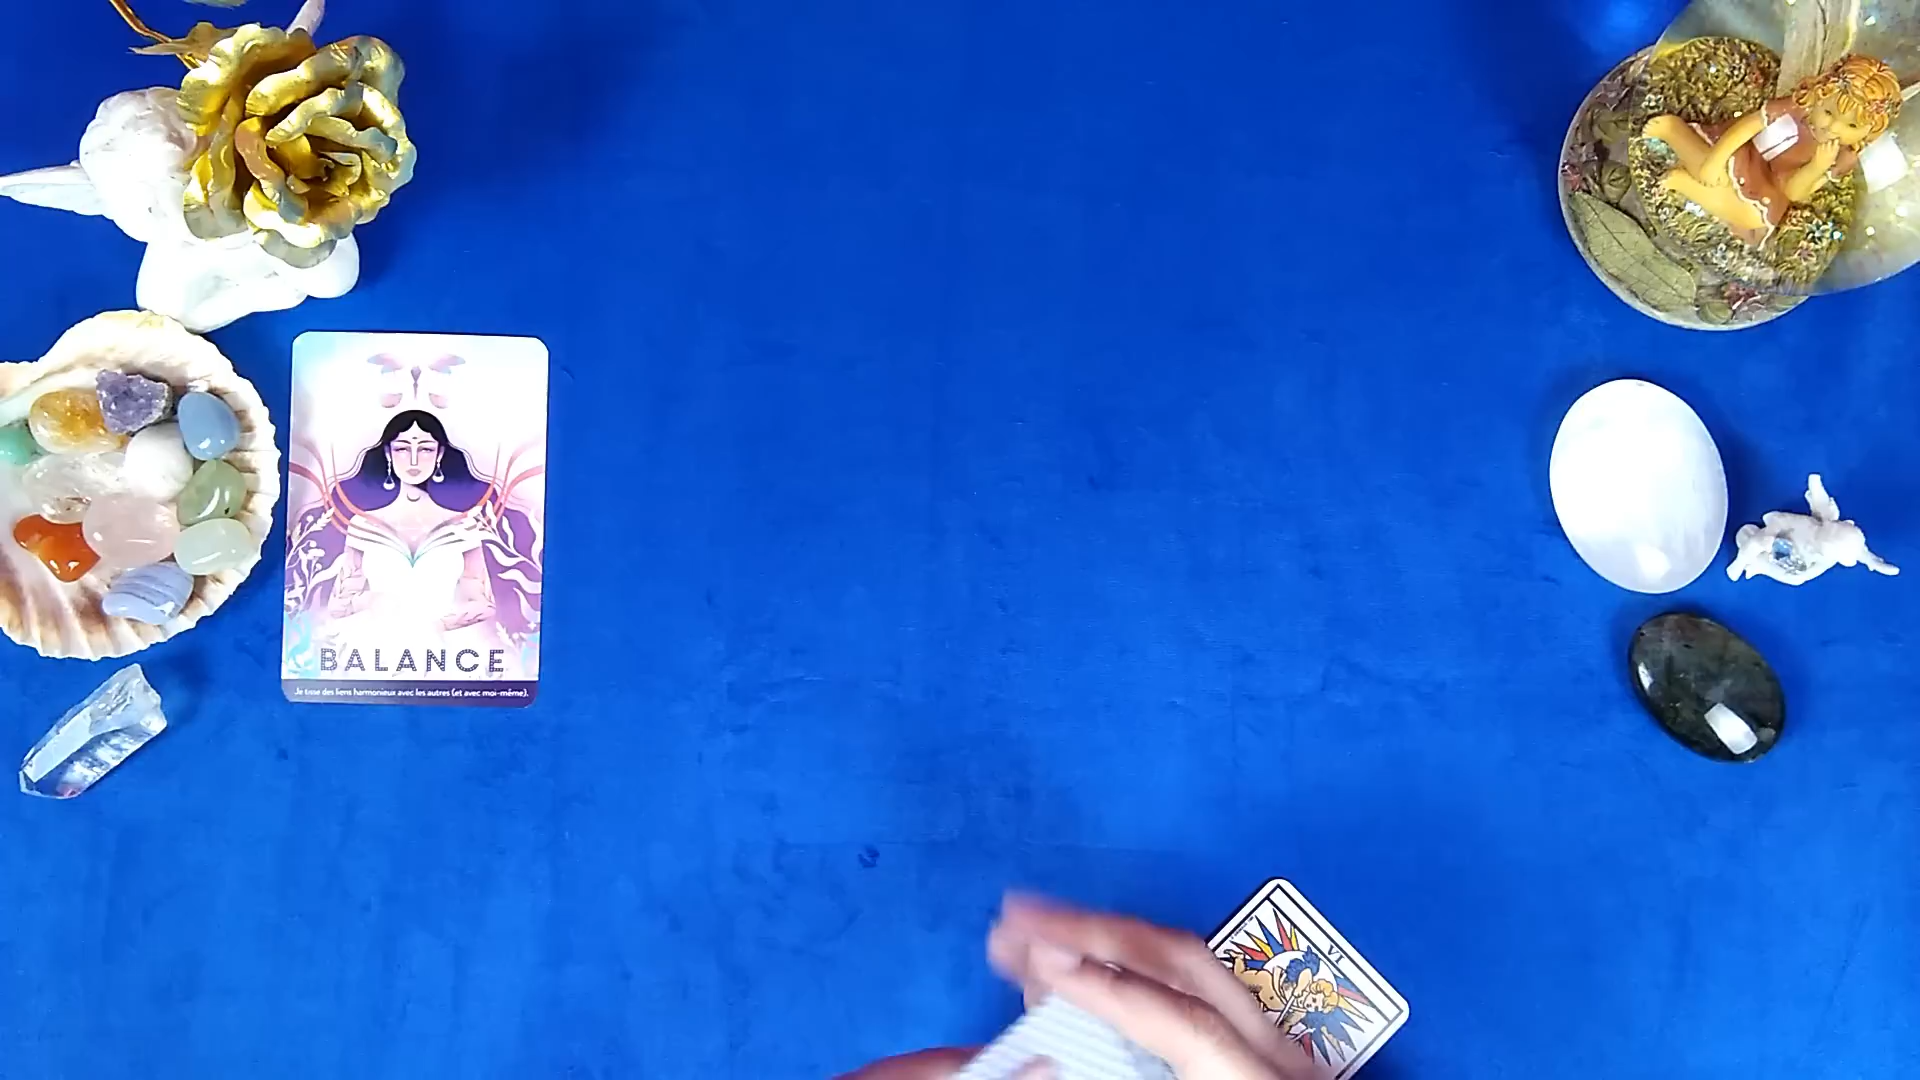 BALANCE
Je tisse des liens harmonieux avec les autres (et avec moi-même).
VI